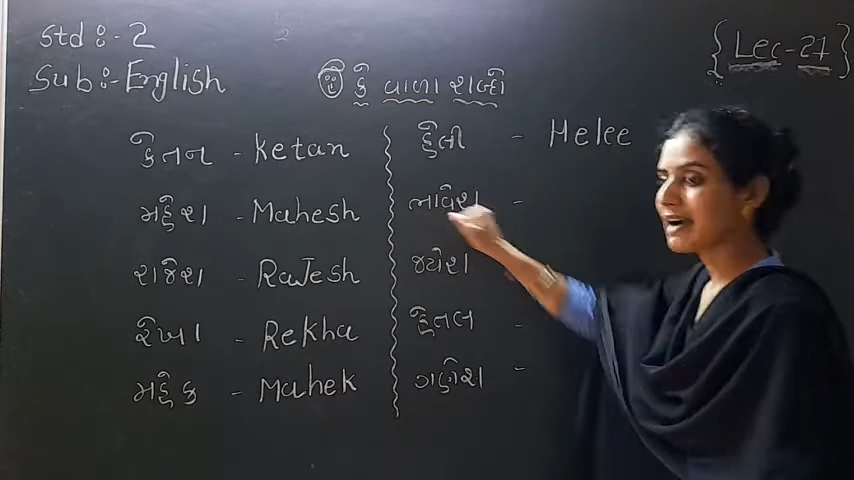 Std :- 2
{Lec-27}
Sub :- English
કે વાળા શબ્દો
કેતન - Ketan
મહેશ - Mahesh
રાજેશ - RaJesh
રેખા - Rekha
મહેક - Mahek
હેલી - Helee
ભાવેશ -
જયેશ
હેતલ -
ગણેશ -